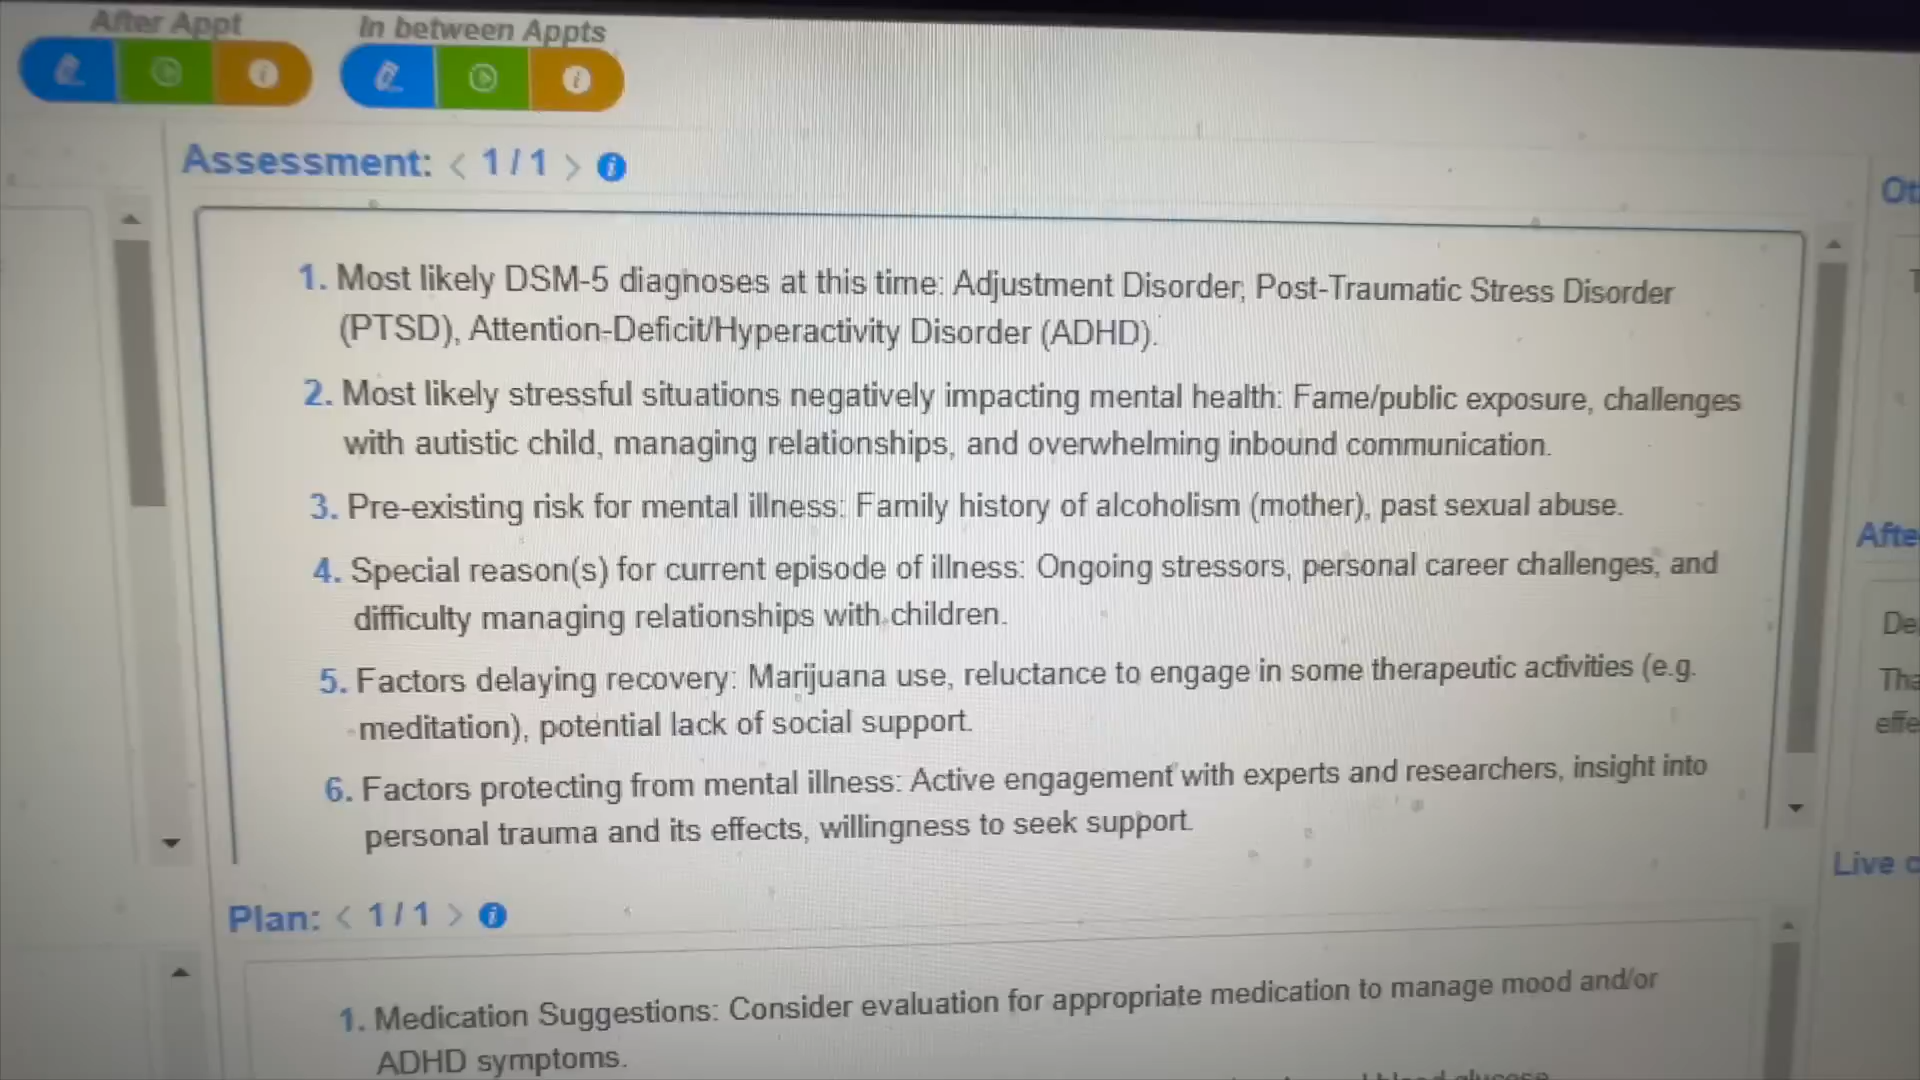 After Appt In between Appts
Assessment: < 1 / 1 >
1. Most likely DSM-5 diagnoses at this time: Adjustment Disorder, Post-Traumatic Stress Disorder
(PTSD), Attention-Deficit/Hyperactivity Disorder (ADHD).
2. Most likely stressful situations negatively impacting mental health: Fame/public exposure, challenges
with autistic child, managing relationships, and overwhelming inbound communication.
3. Pre-existing risk for mental illness: Family history of alcoholism (mother), past sexual abuse.
4. Special reason(s) for current episode of illness: Ongoing stressors, personal career challenges, and
difficulty managing relationships with children.
5. Factors delaying recovery: Marijuana use, reluctance to engage in some therapeutic activities (e.g.
meditation), potential lack of social support.
6. Factors protecting from mental illness: Active engagement with experts and researchers, insight into
personal trauma and its effects, willingness to seek support.
Plan: < 1 / 1 >
1. Medication Suggestions: Consider evaluation for appropriate medication to manage mood and/or
ADHD symptoms.
Afte
De
Tha
effe
Live